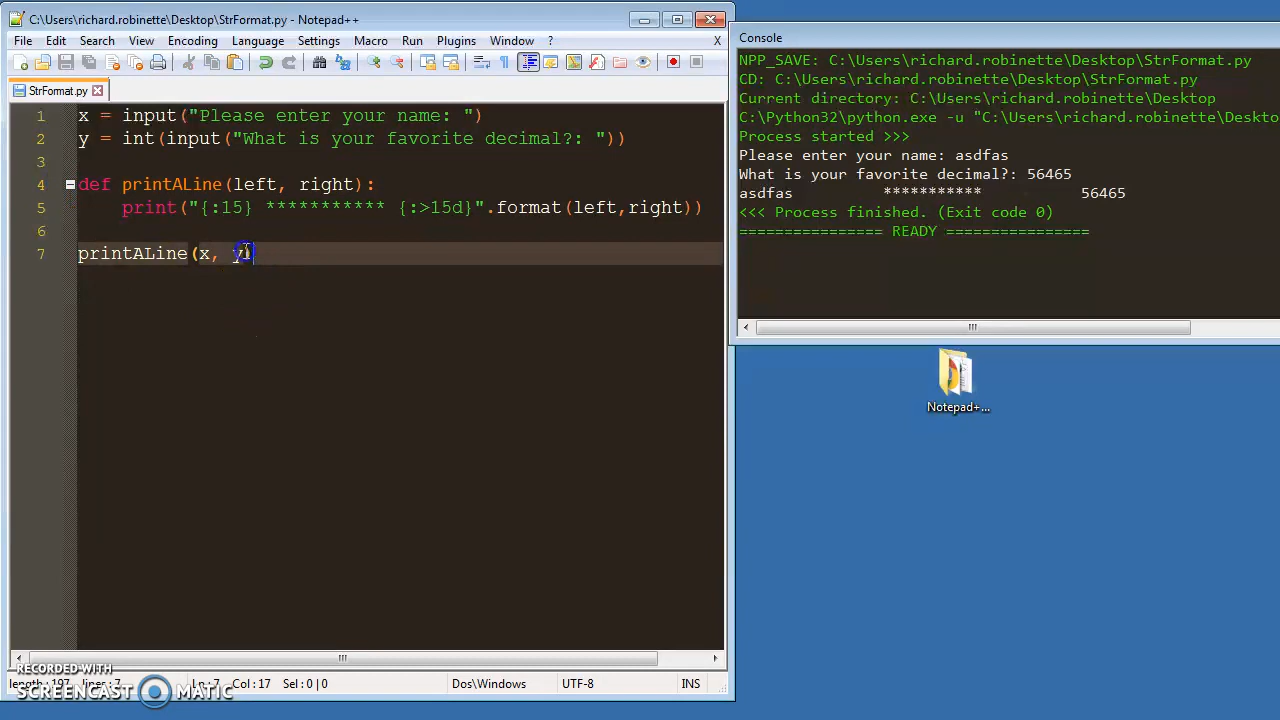 C:\Users\richard.robinette\Desktop\StrFormat.py - Notepad++
File Edit Search View Encoding Language Settings Macro Run Plugins Window ? X
StrFormat.py
1 x = input("Please enter your name: ")
2 y = int(input("What is your favorite decimal?: "))
3
4 def printALine(left, right):
5 print("{:15} *********** {:>15d}".format(left,right))
6
7 printALine(x, y)
Ln:7 Col:17 Sel:0|0 Dos\Windows UTF-8 INS
RECORDED WITH
SCREENCAST MATIC
Console
NPP_SAVE: C:\Users\richard.robinette\Desktop\StrFormat.py
CD: C:\Users\richard.robinette\Desktop\StrFormat.py
Current directory: C:\Users\richard.robinette\Desktop
C:\Python32\python.exe -u "C:\Users\richard.robinette\Deskto
Process started >>>
Please enter your name: asdfas
What is your favorite decimal?: 56465
asdfas *********** 56465
<<< Process finished. (Exit code 0)
================ READY ================
Notepad+...